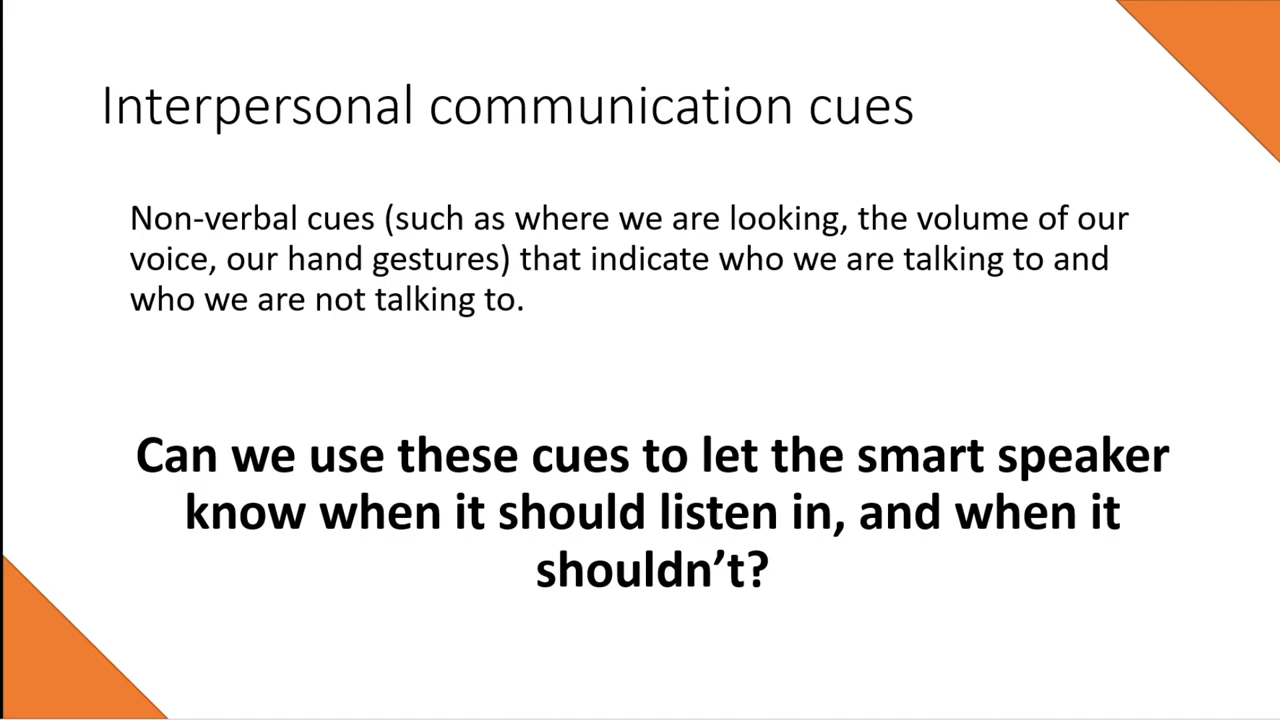 Interpersonal communication cues
Non-verbal cues (such as where we are looking, the volume of our
voice, our hand gestures) that indicate who we are talking to and
who we are not talking to.
Can we use these cues to let the smart speaker
know when it should listen in, and when it
shouldn’t?